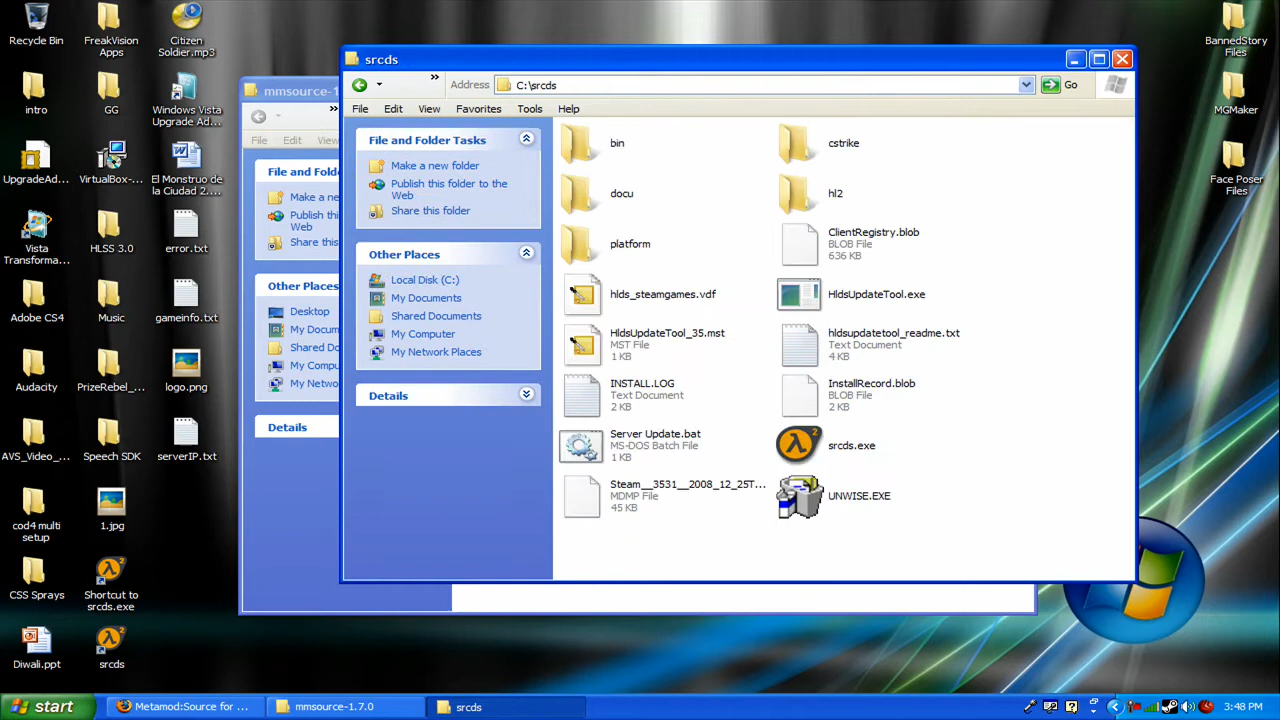 Recycle Bin
FreakVision
Apps
Citizen
Soldier.mp3
intro
GG
Windows Vista
Upgrade Ad...
UpgradeAd...
VirtualBox-...
El Monstruo de
la Ciudad 2....
Vista
Transforma...
HLSS 3.0
error.txt
Adobe CS4
Music
gameinfo.txt
Audacity
PrizeRebel_...
logo.png
AVS_Video_...
Speech SDK
serverIP.txt
cod4 multi
setup
1.jpg
CSS Sprays
Shortcut to
srcds.exe
Diwali.ppt
srcds
BannedStory
Files
MGMaker
Face Poser
Files
mmsource-1
»
File
Edit
View
File and Fold
Make a ne
Publish th
Web
Share this
Other Places
Desktop
My Docum
Shared Do
My Compu
My Netwo
Details
srcds
»
Address
C:\srcds
Go
File
Edit
View
Favorites
Tools
Help
File and Folder Tasks
Make a new folder
Publish this folder to the
Web
Share this folder
Other Places
Local Disk (C:)
My Documents
Shared Documents
My Computer
My Network Places
Details
bin
cstrike
docu
hl2
platform
ClientRegistry.blob
BLOB File
636 KB
hlds_steamgames.vdf
HldsUpdateTool.exe
HldsUpdateTool_35.mst
MST File
1 KB
hldsupdatetool_readme.txt
Text Document
4 KB
INSTALL.LOG
Text Document
2 KB
InstallRecord.blob
BLOB File
2 KB
Server Update.bat
MS-DOS Batch File
1 KB
srcds.exe
Steam__3531__2008_12_25T...
MDMP File
45 KB
UNWISE.EXE
start
Metamod:Source for ...
mmsource-1.7.0
srcds
3:48 PM